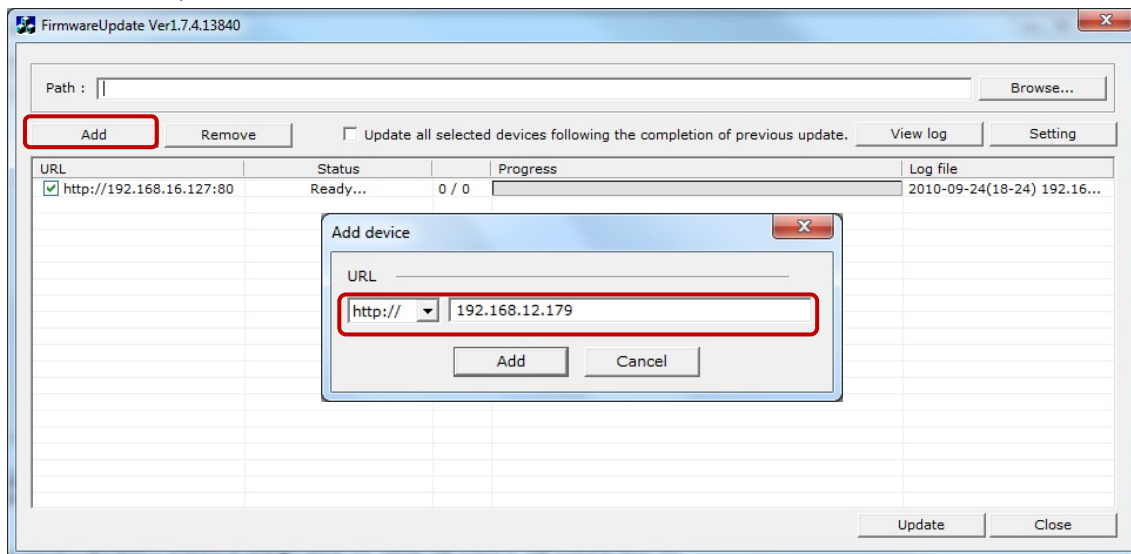 FirmwareUpdate Ver1.7.4.13840
Path :
Browse...
Add Remove Update all selected devices following the completion of previous update. View log Setting
URL Status Progress Log file
http://192.168.16.127:80 Ready... 0 / 0 2010-09-24(18-24) 192.16...
Add device
URL
http:// 192.168.12.179
Add Cancel
Update Close